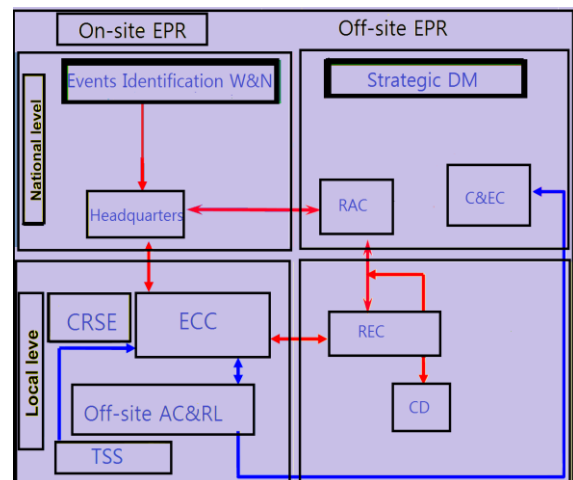 On-site EPR
Off-site EPR
National level
Events Identification W&N
Strategic DM
Headquarters
RAC
C&EC
Local leve
CRSE
ECC
REC
Off-site AC&RL
CD
TSS